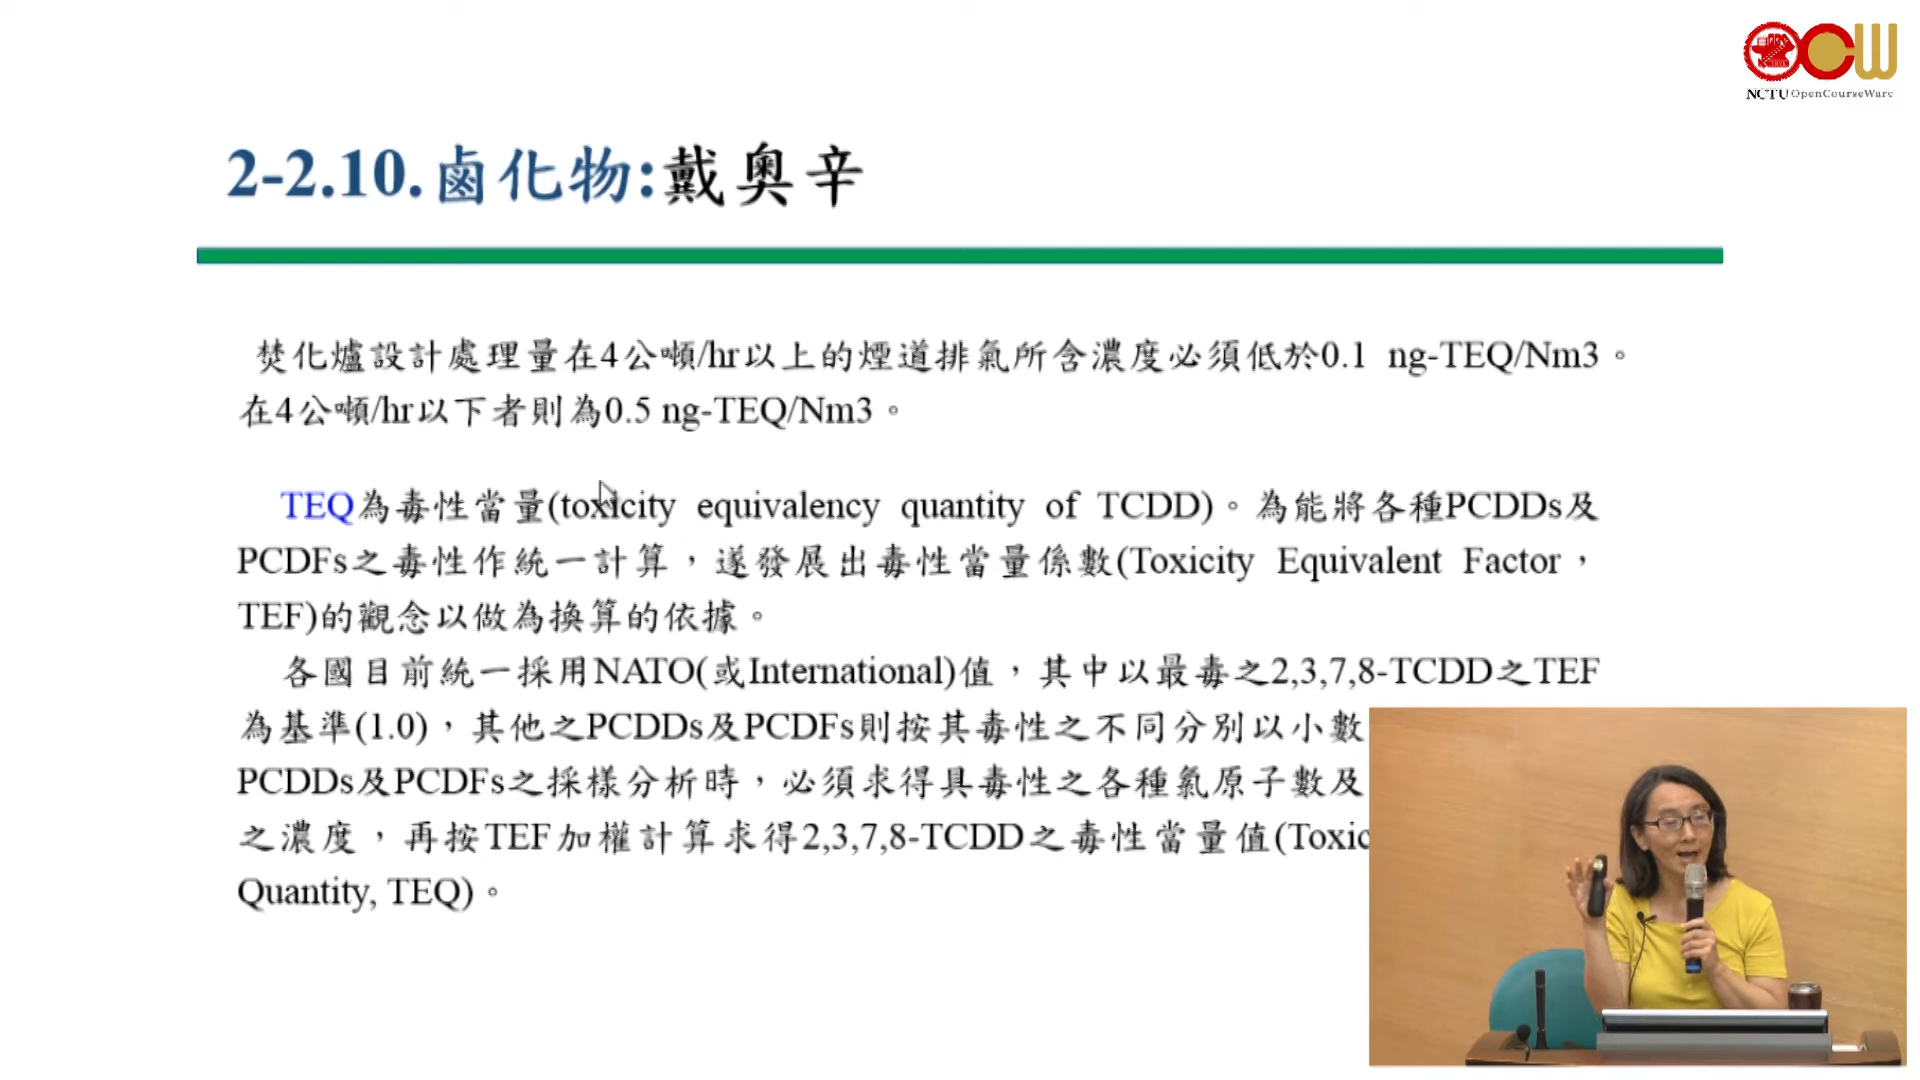 NCTU OpenCourseWare
2-2.10.鹵化物:戴奧辛
焚化爐設計處理量在4公噸/hr以上的煙道排氣所含濃度必須低於0.1 ng-TEQ/Nm3。
在4公噸/hr以下者則為0.5 ng-TEQ/Nm3。
TEQ為毒性當量(toxicity equivalency quantity of TCDD)。為能將各種PCDDs及
PCDFs之毒性作統一計算，遂發展出毒性當量係數(Toxicity Equivalent Factor，
TEF)的觀念以做為換算的依據。
各國目前統一採用NATO(或International)值，其中以最毒之2,3,7,8-TCDD之TEF
為基準(1.0)，其他之PCDDs及PCDFs則按其毒性之不同分別以小數
PCDDs及PCDFs之採樣分析時，必須求得具毒性之各種氯原子數及
之濃度，再按TEF加權計算求得2,3,7,8-TCDD之毒性當量值(Toxic
Quantity, TEQ)。